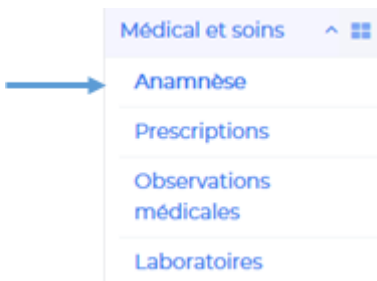 Médical et soins
Anamnèse
Prescriptions
Observations
médicales
Laboratoires